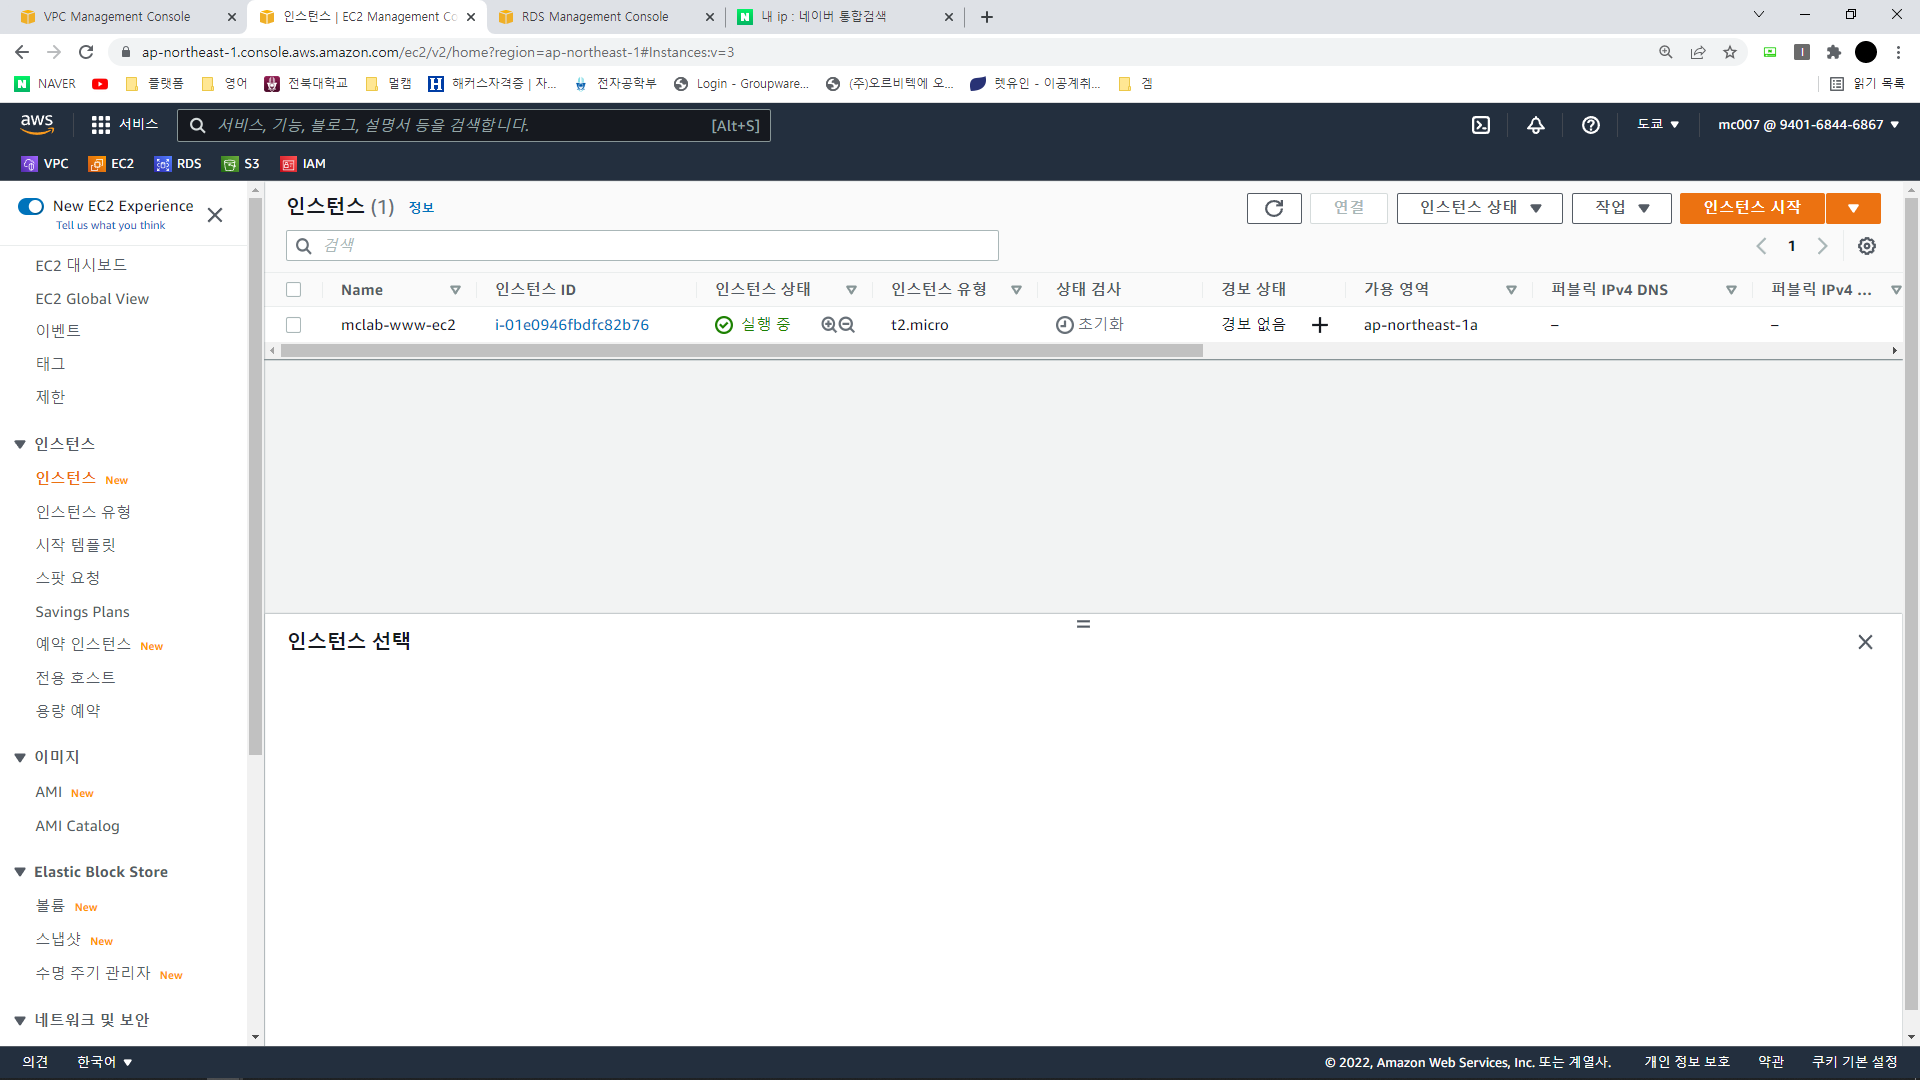 VPC Management Console
인스턴스 | EC2 Management Co
RDS Management Console
내 ip : 네이버 통합검색
ap-northeast-1.console.aws.amazon.com/ec2/v2/home?region=ap-northeast-1#Instances:v=3
NAVER
플랫폼
영어
전북대학교
멀캠
해커스자격증 | 자...
전자공학부
Login - Groupware...
(주)오르비텍에 오...
렛유인 - 이공계취...
겜
읽기 목록
aws
서비스
서비스, 기능, 블로그, 설명서 등을 검색합니다.
[Alt+S]
도쿄
mc007 @ 9401-6844-6867
VPC
EC2
RDS
S3
IAM
New EC2 Experience
Tell us what you think
EC2 대시보드
EC2 Global View
이벤트
태그
제한
인스턴스
인스턴스 New
인스턴스 유형
시작 템플릿
스팟 요청
Savings Plans
예약 인스턴스 New
전용 호스트
용량 예약
이미지
AMI New
AMI Catalog
Elastic Block Store
볼륨 New
스냅샷 New
수명 주기 관리자 New
네트워크 및 보안
인스턴스 (1) 정보
연결
인스턴스 상태
작업
인스턴스 시작
검색
1
Name
인스턴스 ID
인스턴스 상태
인스턴스 유형
상태 검사
경보 상태
가용 영역
퍼블릭 IPv4 DNS
퍼블릭 IPv4 ...
mclab-www-ec2
i-01e0946fbdfc82b76
실행 중
t2.micro
초기화
경보 없음
ap-northeast-1a
–
–
인스턴스 선택
의견
한국어
© 2022, Amazon Web Services, Inc. 또는 계열사.
개인 정보 보호
약관
쿠키 기본 설정